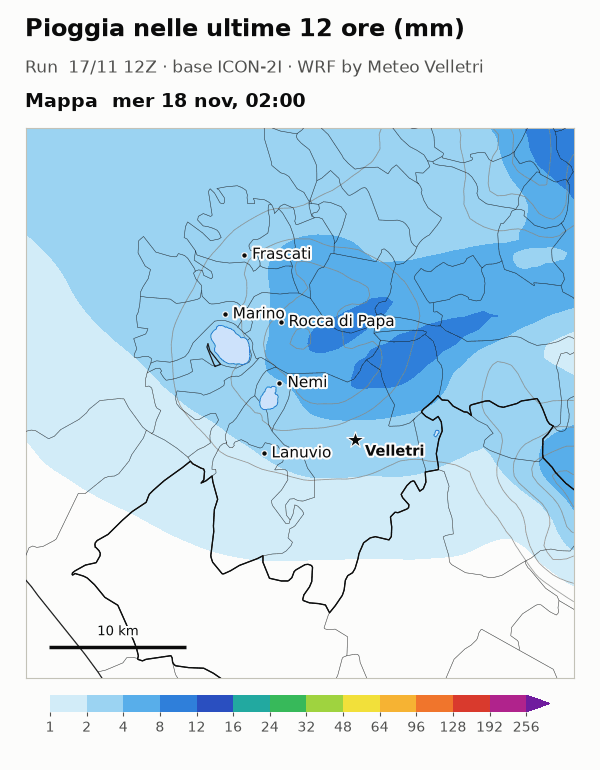 Pioggia nelle ultime 12 ore (mm)
Run 17/11 12Z · base ICON-2I · WRF by Meteo Velletri
Mappa mer 18 nov, 02:00
Frascati
Marino
Rocca di Papa
Nemi
Velletri
Lanuvio
10 km
1 2 4 8 12 16 24 32 48 64 96 128 192 256